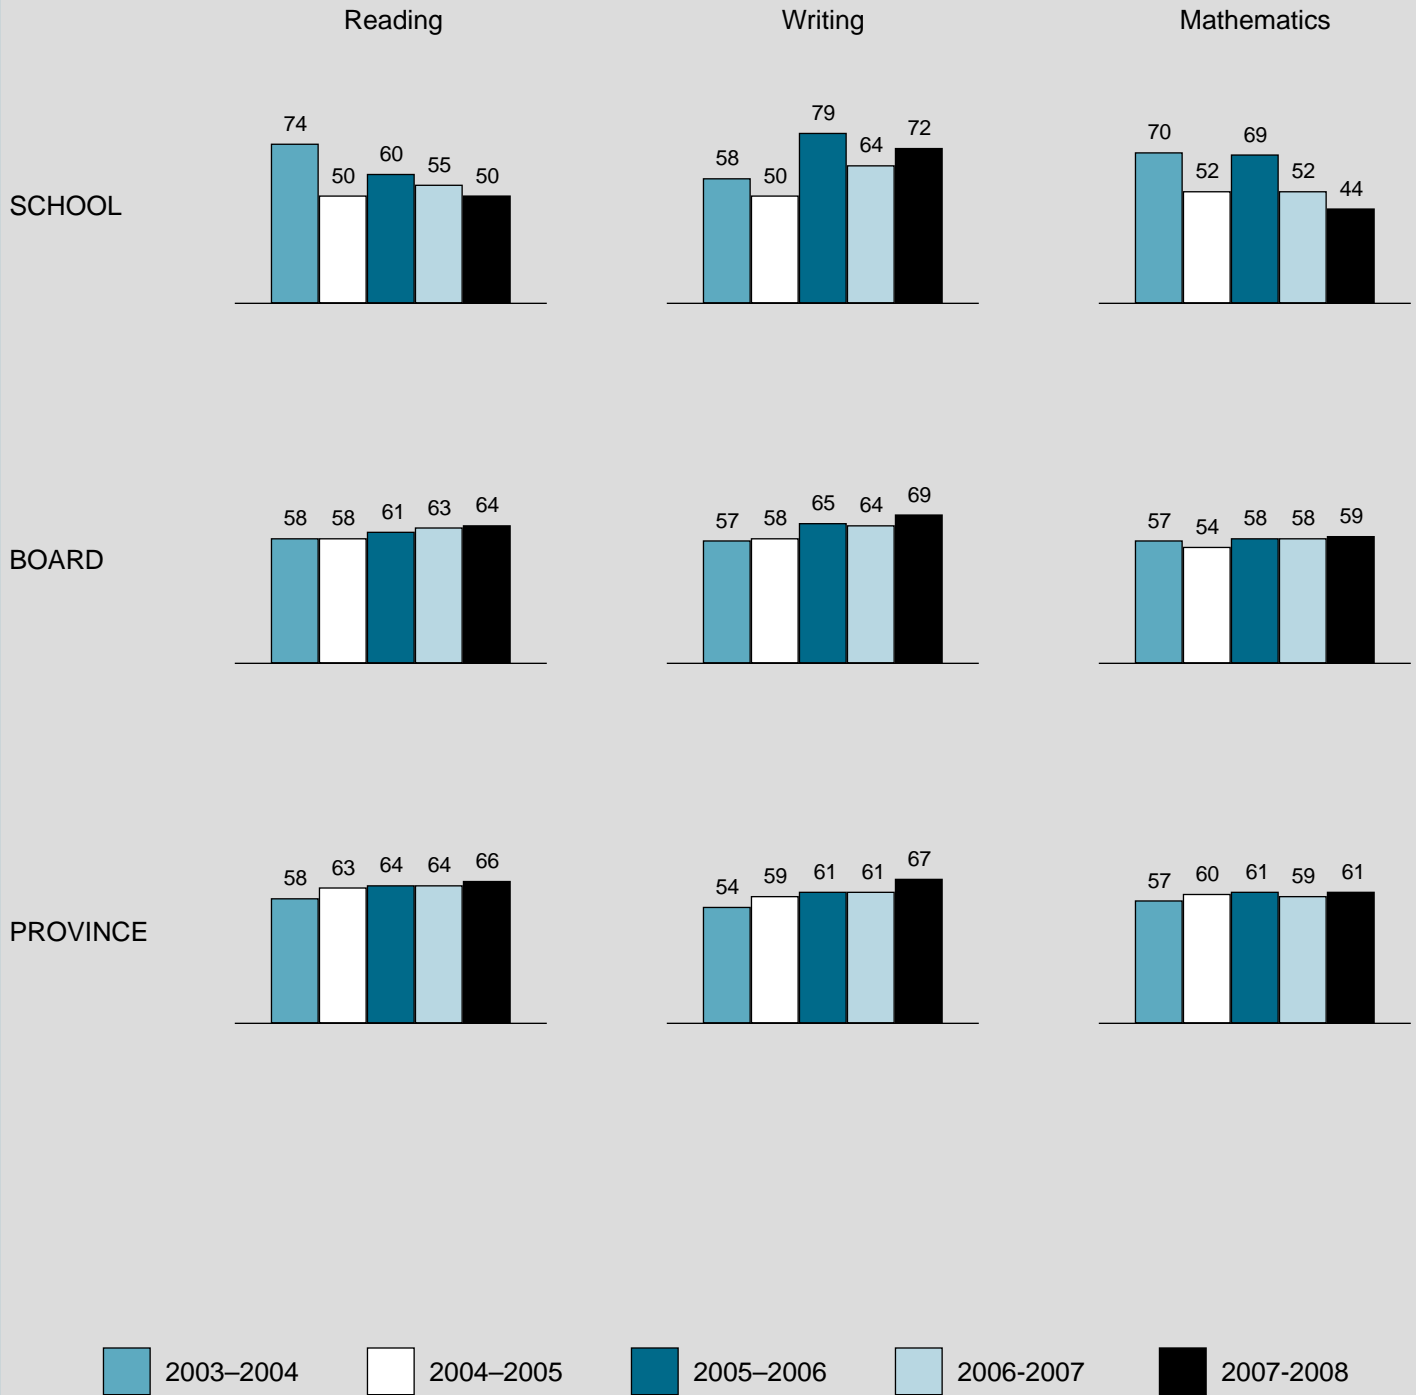 Reading Writing Mathematics
SCHOOL
74 50 60 55 50
58 50 79 64 72
70 52 69 52 44
BOARD
58 58 61 63 64
57 58 65 64 69
57 54 58 58 59
PROVINCE
58 63 64 64 66
54 59 61 61 67
57 60 61 59 61
2003–2004 2004–2005 2005–2006 2006-2007 2007-2008